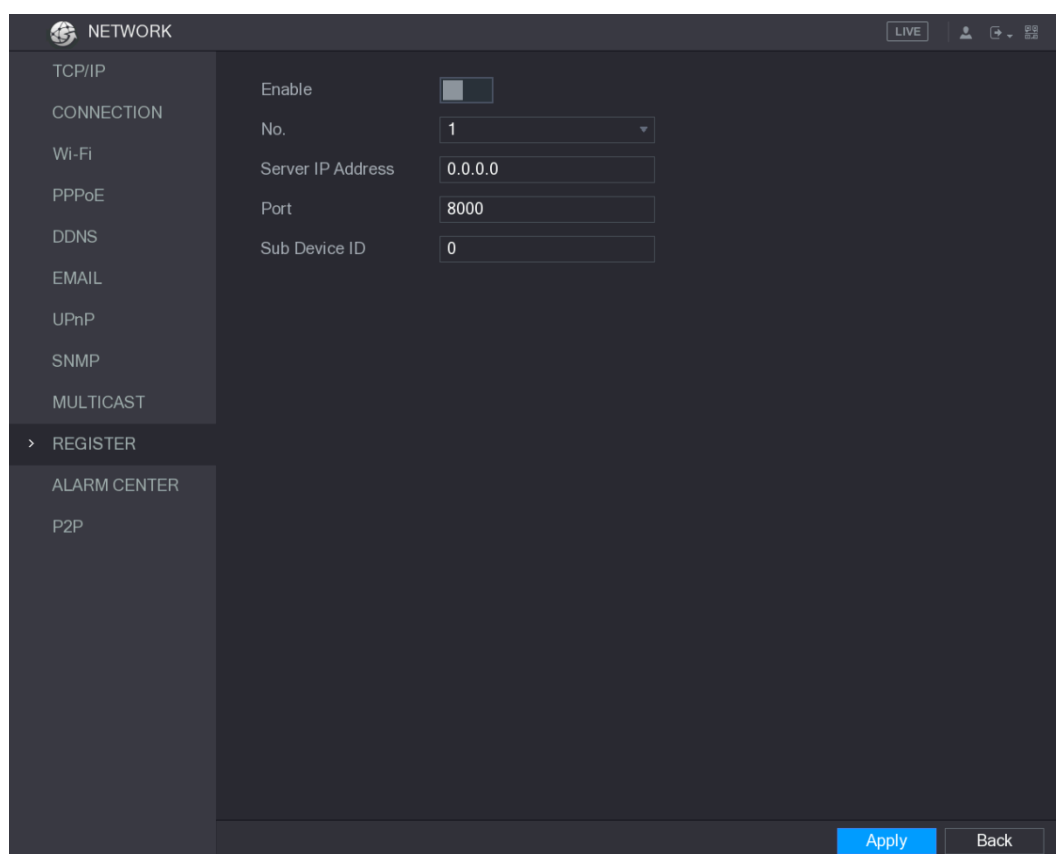 NETWORK
LIVE
TCP/IP
CONNECTION
Wi-Fi
PPPoE
DDNS
EMAIL
UPnP
SNMP
MULTICAST
> REGISTER
ALARM CENTER
P2P
Enable
No. 1
Server IP Address 0.0.0.0
Port 8000
Sub Device ID 0
Apply Back